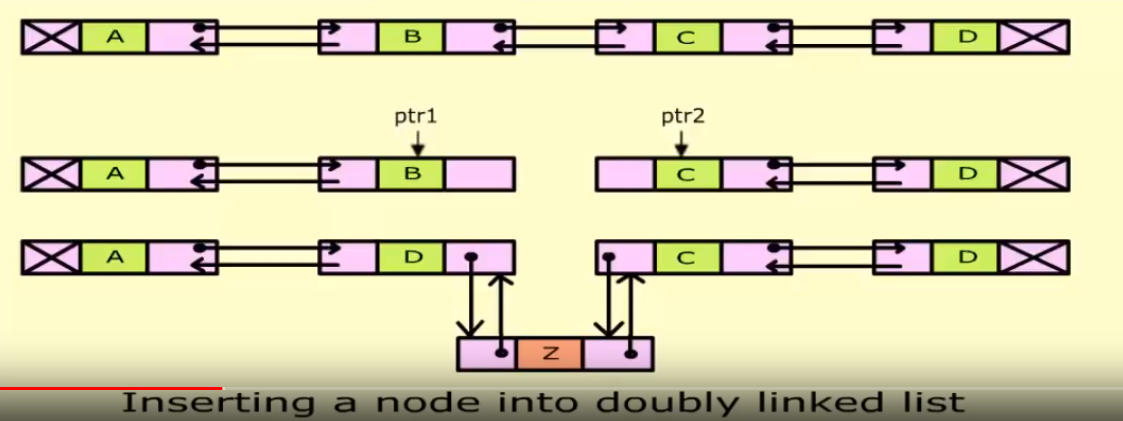 A B C D
ptr1 ptr2
A B C D
A D C D
Z
Inserting a node into doubly linked list